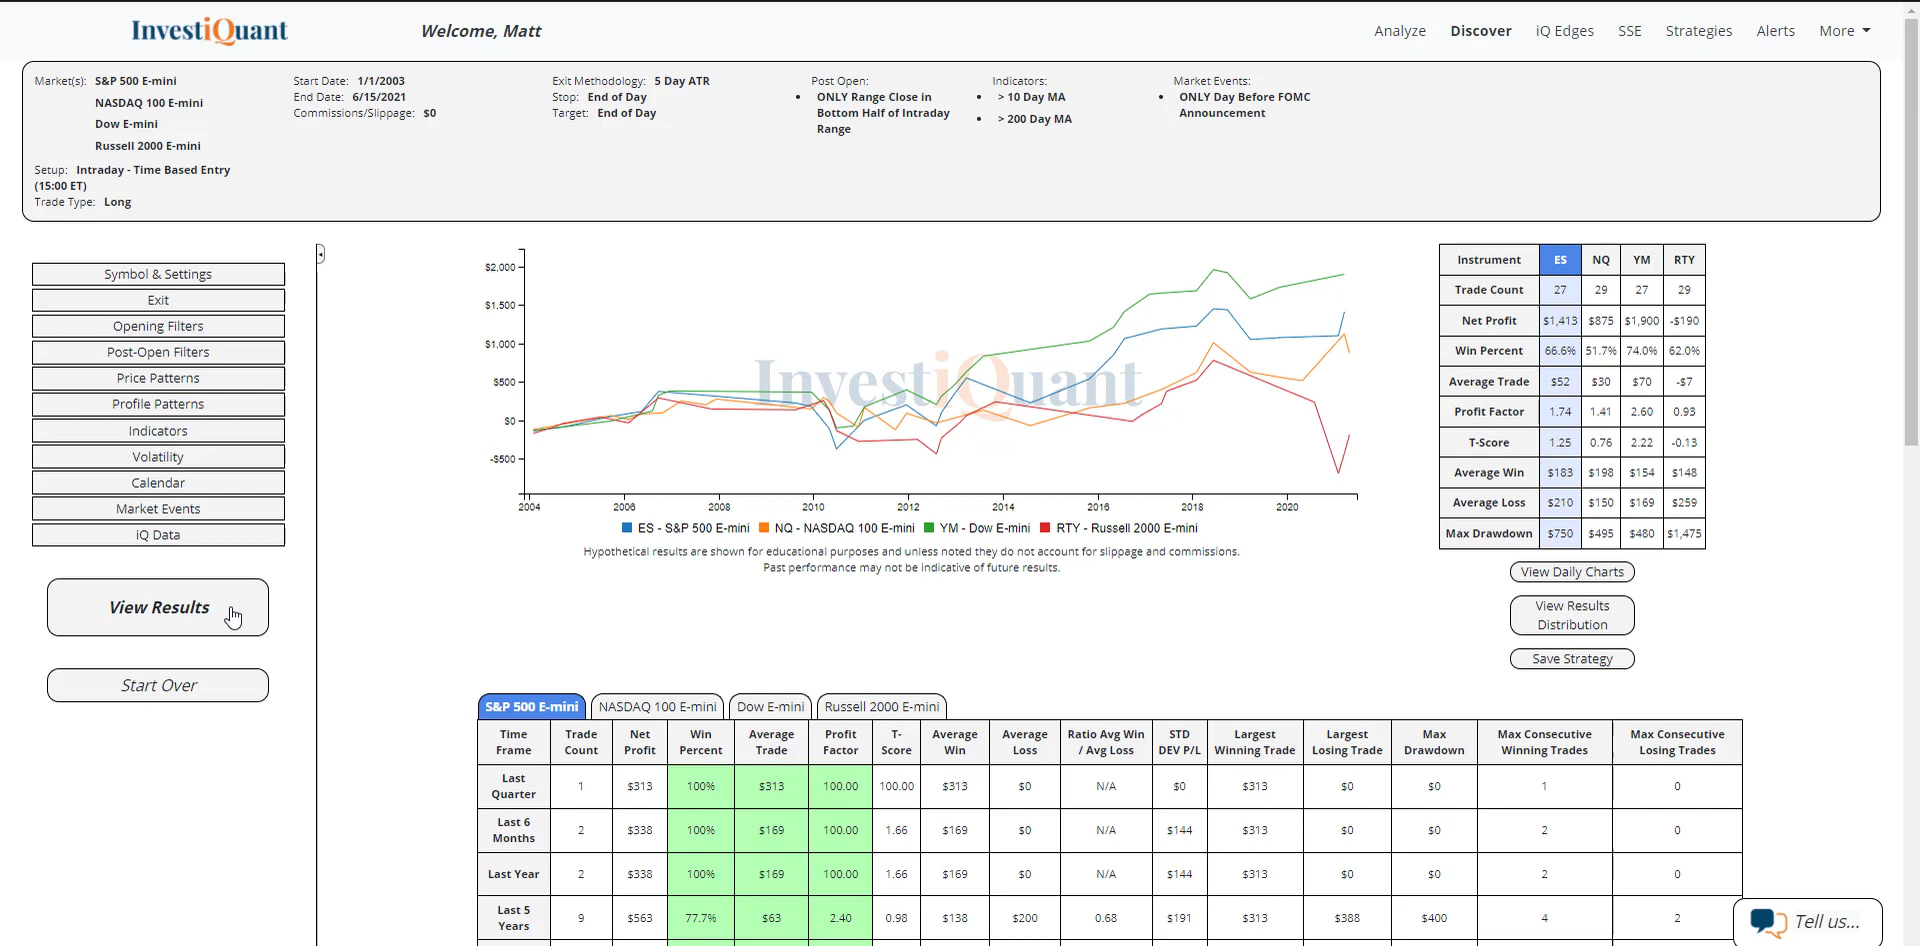 InvestiQuant
Welcome, Matt
Analyze Discover iQ Edges SSE Strategies Alerts More
Market(s): S&P 500 E-mini
NASDAQ 100 E-mini
Dow E-mini
Russell 2000 E-mini
Setup: Intraday - Time Based Entry
(15:00 ET)
Trade Type: Long
Start Date: 1/1/2003
End Date: 6/15/2021
Commissions/Slippage: $0
Exit Methodology: 5 Day ATR
Stop: End of Day
Target: End of Day
Post Open:
• ONLY Range Close in
Bottom Half of Intraday
Range
Indicators:
• > 10 Day MA
• > 200 Day MA
Market Events:
• ONLY Day Before FOMC
Announcement
Symbol & Settings
Exit
Opening Filters
Post-Open Filters
Price Patterns
Profile Patterns
Indicators
Volatility
Calendar
Market Events
iQ Data
View Results
Start Over
$2,000
$1,500
$1,000
$500
$0
-$500
InvestiQuant
2004 2006 2008 2010 2012 2014 2016 2018 2020
ES - S&P 500 E-mini NQ - NASDAQ 100 E-mini YM - Dow E-mini RTY - Russell 2000 E-mini
Hypothetical results are shown for educational purposes and unless noted they do not account for slippage and commissions.
Past performance may not be indicative of future results.
Instrument ES NQ YM RTY
Trade Count 27 29 27 29
Net Profit $1,413 $875 $1,900 -$190
Win Percent 66.6% 51.7% 74.0% 62.0%
Average Trade $52 $30 $70 -$7
Profit Factor 1.74 1.41 2.60 0.93
T-Score 1.25 0.76 2.22 -0.13
Average Win $183 $198 $154 $148
Average Loss $210 $150 $169 $259
Max Drawdown $750 $495 $480 $1,475
View Daily Charts
View Results
Distribution
Save Strategy
S&P 500 E-mini NASDAQ 100 E-mini Dow E-mini Russell 2000 E-mini
Time Trade Net Win Average Profit T- Average Average Ratio Avg Win STD Largest Largest Max Max Consecutive Max Consecutive
Frame Count Profit Percent Trade Factor Score Win Loss / Avg Loss DEV P/L Winning Trade Losing Trade Drawdown Winning Trades Losing Trades
Last
Quarter 1 $313 100% $313 100.00 100.00 $313 $0 N/A $0 $313 $0 $0 1 0
Last 6
Months 2 $338 100% $169 100.00 1.66 $169 $0 N/A $144 $313 $0 $0 2 0
Last Year 2 $338 100% $169 100.00 1.66 $169 $0 N/A $144 $313 $0 $0 2 0
Last 5
Years 9 $563 77.7% $63 2.40 0.98 $138 $200 0.68 $191 $313 $388 $400 4 2
Tell us...